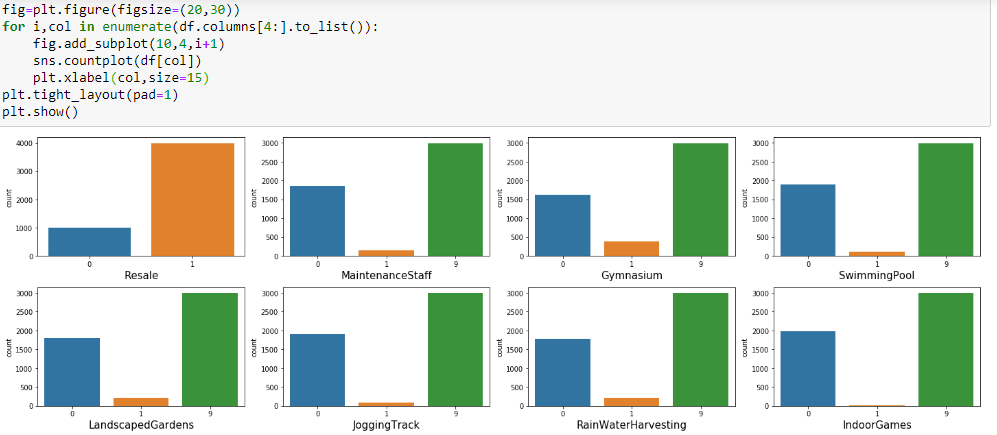 fig=plt.figure(figsize=(20,30))
for i,col in enumerate(df.columns[4:].to_list()):
    fig.add_subplot(10,4,i+1)
    sns.countplot(df[col])
    plt.xlabel(col,size=15)
plt.tight_layout(pad=1)
plt.show()
4000
3000
2000
1000
0
count
0 1
Resale
3000
2500
2000
1500
1000
500
0
count
0 1 9
MaintenanceStaff
3000
2500
2000
1500
1000
500
0
count
0 1 9
Gymnasium
3000
2500
2000
1500
1000
500
0
count
0 1 9
SwimmingPool
3000
2500
2000
1500
1000
500
0
count
0 1 9
LandscapedGardens
3000
2500
2000
1500
1000
500
0
count
0 1 9
JoggingTrack
3000
2500
2000
1500
1000
500
0
count
0 1 9
RainWaterHarvesting
3000
2500
2000
1500
1000
500
0
count
0 1 9
IndoorGames